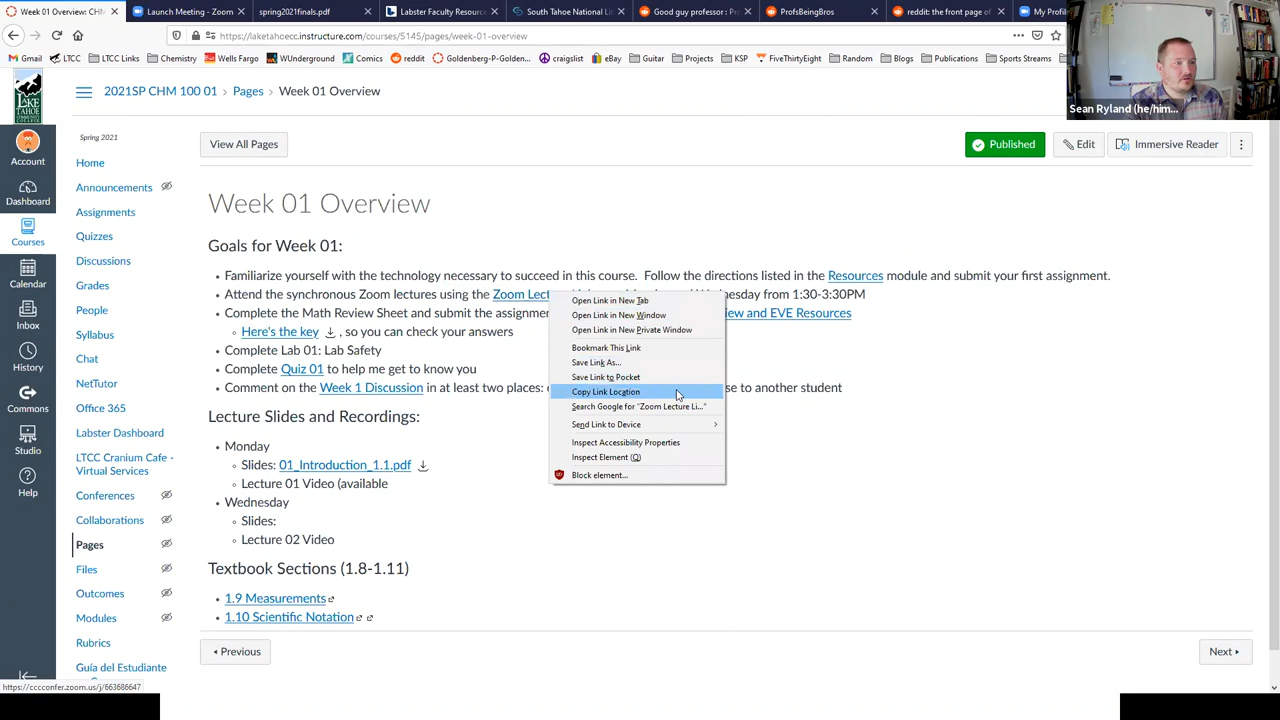 Week 01 Overview: CHM
Launch Meeting - Zoom
spring2021finals.pdf
Labster Faculty Resource
South Tahoe National Li
Good guy professor : Pr
ProfsBeingBros
reddit: the front page of
My Profi
https://laketahoecc.instructure.com/courses/5145/pages/week-01-overview
Gmail
LTCC
LTCC Links
Chemistry
Wells Fargo
WUnderground
Comics
reddit
Goldenberg-P-Golden...
craigslist
eBay
Guitar
Projects
KSP
FiveThirtyEight
Random
Blogs
Publications
Sports Streams
Sean Ryland (he/him...
LAKE TAHOE
2021SP CHM 100 01 › Pages › Week 01 Overview
Account
Dashboard
Courses
Calendar
Inbox
History
Commons
Studio
Help
Spring 2021
Home
Announcements
Assignments
Quizzes
Discussions
Grades
People
Syllabus
Chat
NetTutor
Office 365
Labster Dashboard
LTCC Cranium Cafe -
Virtual Services
Conferences
Collaborations
Pages
Files
Outcomes
Modules
Rubrics
Guía del Estudiante
View All Pages
Published
Edit
Immersive Reader
Week 01 Overview
Goals for Week 01:
Familiarize yourself with the technology necessary to succeed in this course. Follow the directions listed in the Resources module and submit your first assignment.
Attend the synchronous Zoom lectures using the Zoom Lect Wednesday from 1:30-3:30PM
Complete the Math Review Sheet and submit the assignme iew and EVE Resources
Here's the key , so you can check your answers
Complete Lab 01: Lab Safety
Complete Quiz 01 to help me get to know you
Comment on the Week 1 Discussion in at least two places: se to another student
Open Link in New Tab
Open Link in New Window
Open Link in New Private Window
Bookmark This Link
Save Link As...
Save Link to Pocket
Copy Link Location
Search Google for "Zoom Lecture Li..."
Send Link to Device
Inspect Accessibility Properties
Inspect Element (Q)
Block element...
Lecture Slides and Recordings:
Monday
Slides: 01_Introduction_1.1.pdf
Lecture 01 Video (available
Wednesday
Slides:
Lecture 02 Video
Textbook Sections (1.8-1.11)
1.9 Measurements
1.10 Scientific Notation
Previous
Next
https://cccconfer.zoom.us/j/663686647